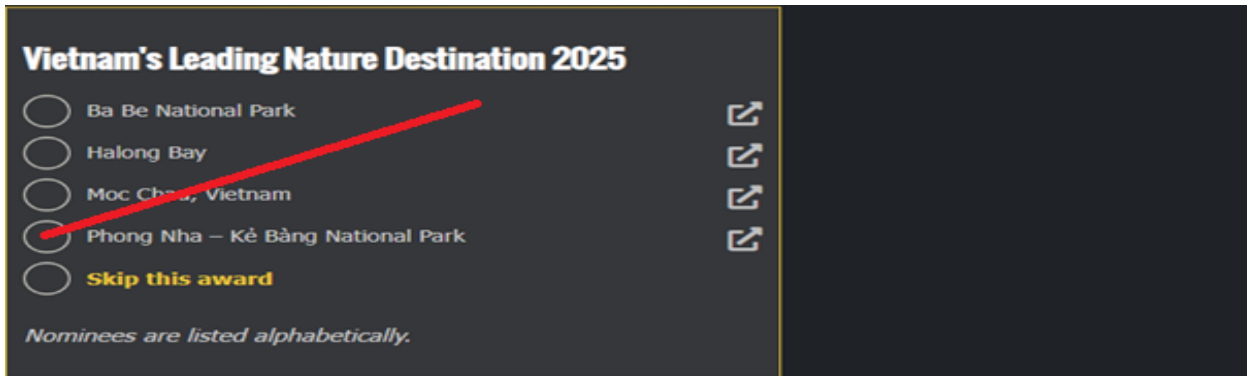 Vietnam's Leading Nature Destination 2025
Ba Be National Park
Halong Bay
Moc Chau, Vietnam
Phong Nha – Kẻ Bàng National Park
Skip this award
Nominees are listed alphabetically.